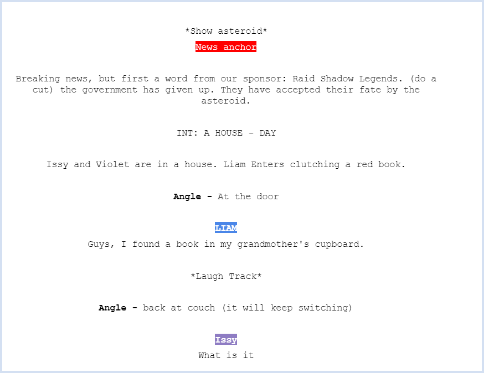 *Show asteroid*
News anchor
Breaking news, but first a word from our sponsor: Raid Shadow Legends. (do a
cut) the government has given up. They have accepted their fate by the
asteroid.
INT: A HOUSE - DAY
Issy and Violet are in a house. Liam Enters clutching a red book.
Angle - At the door
LIAM
Guys, I found a book in my grandmother's cupboard.
*Laugh Track*
Angle - back at couch (it will keep switching)
Issy
What is it